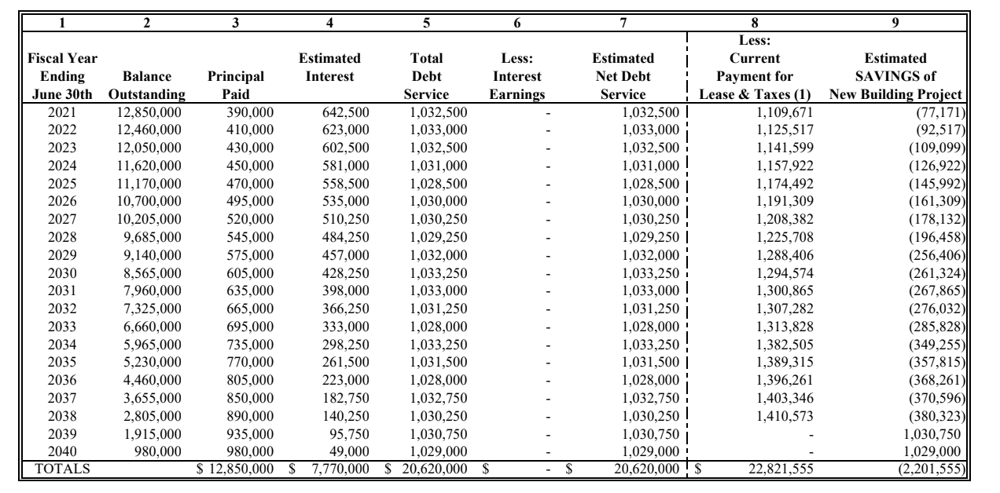 1 2 3 4 5 6 7 8 9
Less:
Fiscal Year Estimated Total Less: Estimated Current Estimated
Ending Balance Principal Interest Debt Interest Net Debt Payment for SAVINGS of
June 30th Outstanding Paid Service Earnings Service Lease & Taxes (1) New Building Project
2021 12,850,000 390,000 642,500 1,032,500 - 1,032,500 1,109,671 (77,171)
2022 12,460,000 410,000 623,000 1,033,000 - 1,033,000 1,125,517 (92,517)
2023 12,050,000 430,000 602,500 1,032,500 - 1,032,500 1,141,599 (109,099)
2024 11,620,000 450,000 581,000 1,031,000 - 1,031,000 1,157,922 (126,922)
2025 11,170,000 470,000 558,500 1,028,500 - 1,028,500 1,174,492 (145,992)
2026 10,700,000 495,000 535,000 1,030,000 - 1,030,000 1,191,309 (161,309)
2027 10,205,000 520,000 510,250 1,030,250 - 1,030,250 1,208,382 (178,132)
2028 9,685,000 545,000 484,250 1,029,250 - 1,029,250 1,225,708 (196,458)
2029 9,140,000 575,000 457,000 1,032,000 - 1,032,000 1,288,406 (256,406)
2030 8,565,000 605,000 428,250 1,033,250 - 1,033,250 1,294,574 (261,324)
2031 7,960,000 635,000 398,000 1,033,000 - 1,033,000 1,300,865 (267,865)
2032 7,325,000 665,000 366,250 1,031,250 - 1,031,250 1,307,282 (276,032)
2033 6,660,000 695,000 333,000 1,028,000 - 1,028,000 1,313,828 (285,828)
2034 5,965,000 735,000 298,250 1,033,250 - 1,033,250 1,382,505 (349,255)
2035 5,230,000 770,000 261,500 1,031,500 - 1,031,500 1,389,315 (357,815)
2036 4,460,000 805,000 223,000 1,028,000 - 1,028,000 1,396,261 (368,261)
2037 3,655,000 850,000 182,750 1,032,750 - 1,032,750 1,403,346 (370,596)
2038 2,805,000 890,000 140,250 1,030,250 - 1,030,250 1,410,573 (380,323)
2039 1,915,000 935,000 95,750 1,030,750 - 1,030,750 - 1,030,750
2040 980,000 980,000 49,000 1,029,000 - 1,029,000 - 1,029,000
TOTALS $ 12,850,000 $ 7,770,000 $ 20,620,000 $ - $ 20,620,000 $ 22,821,555 (2,201,555)